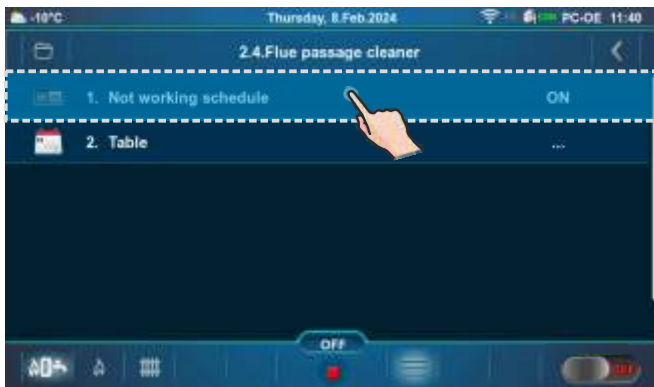 -10°C Thursday, 8.Feb.2024 PC-DE 11:40
2.4.Flue passage cleaner
1. Not working schedule ON
2. Table ...
OFF
OFF